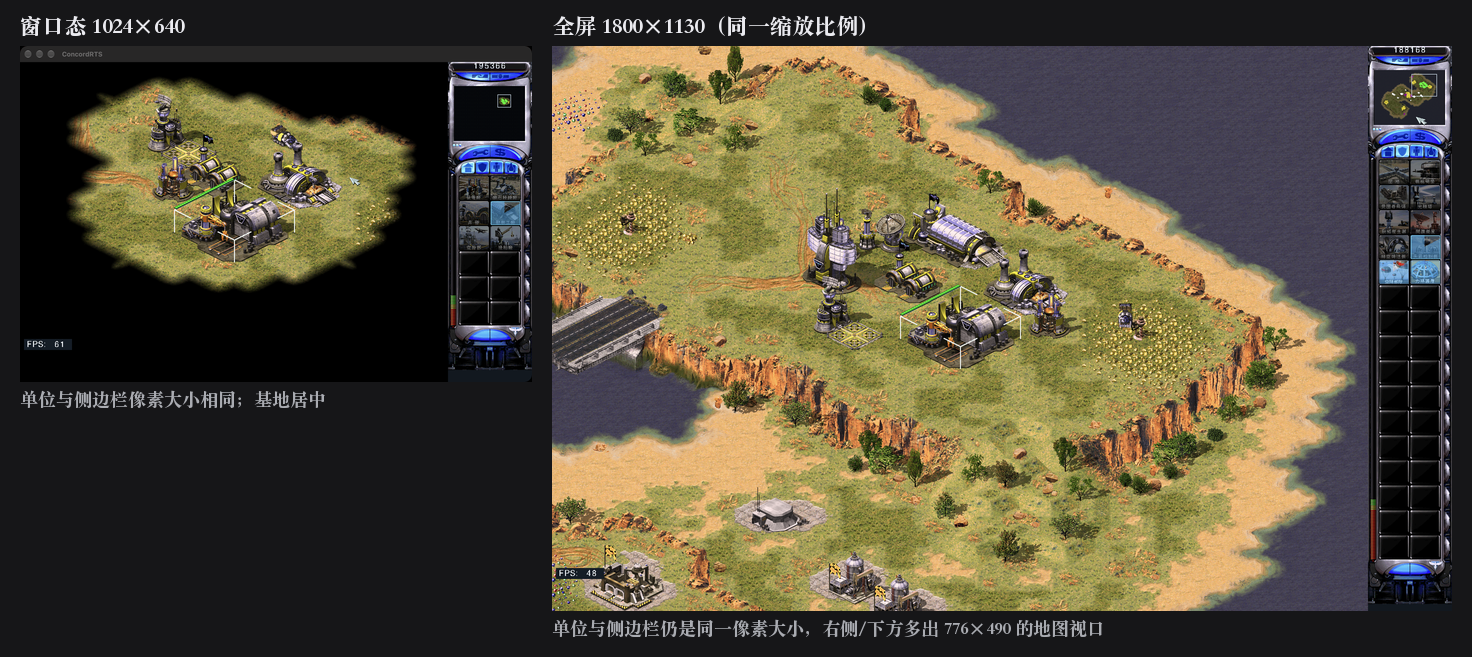 窗口态 1024×640
全屏 1800×1130（同一缩放比例）
ConcordRTS
195366
188168
FPS: 61
单位与侧边栏像素大小相同；基地居中
FPS: 48
单位与侧边栏仍是同一像素大小，右侧/下方多出 776×490 的地图视口